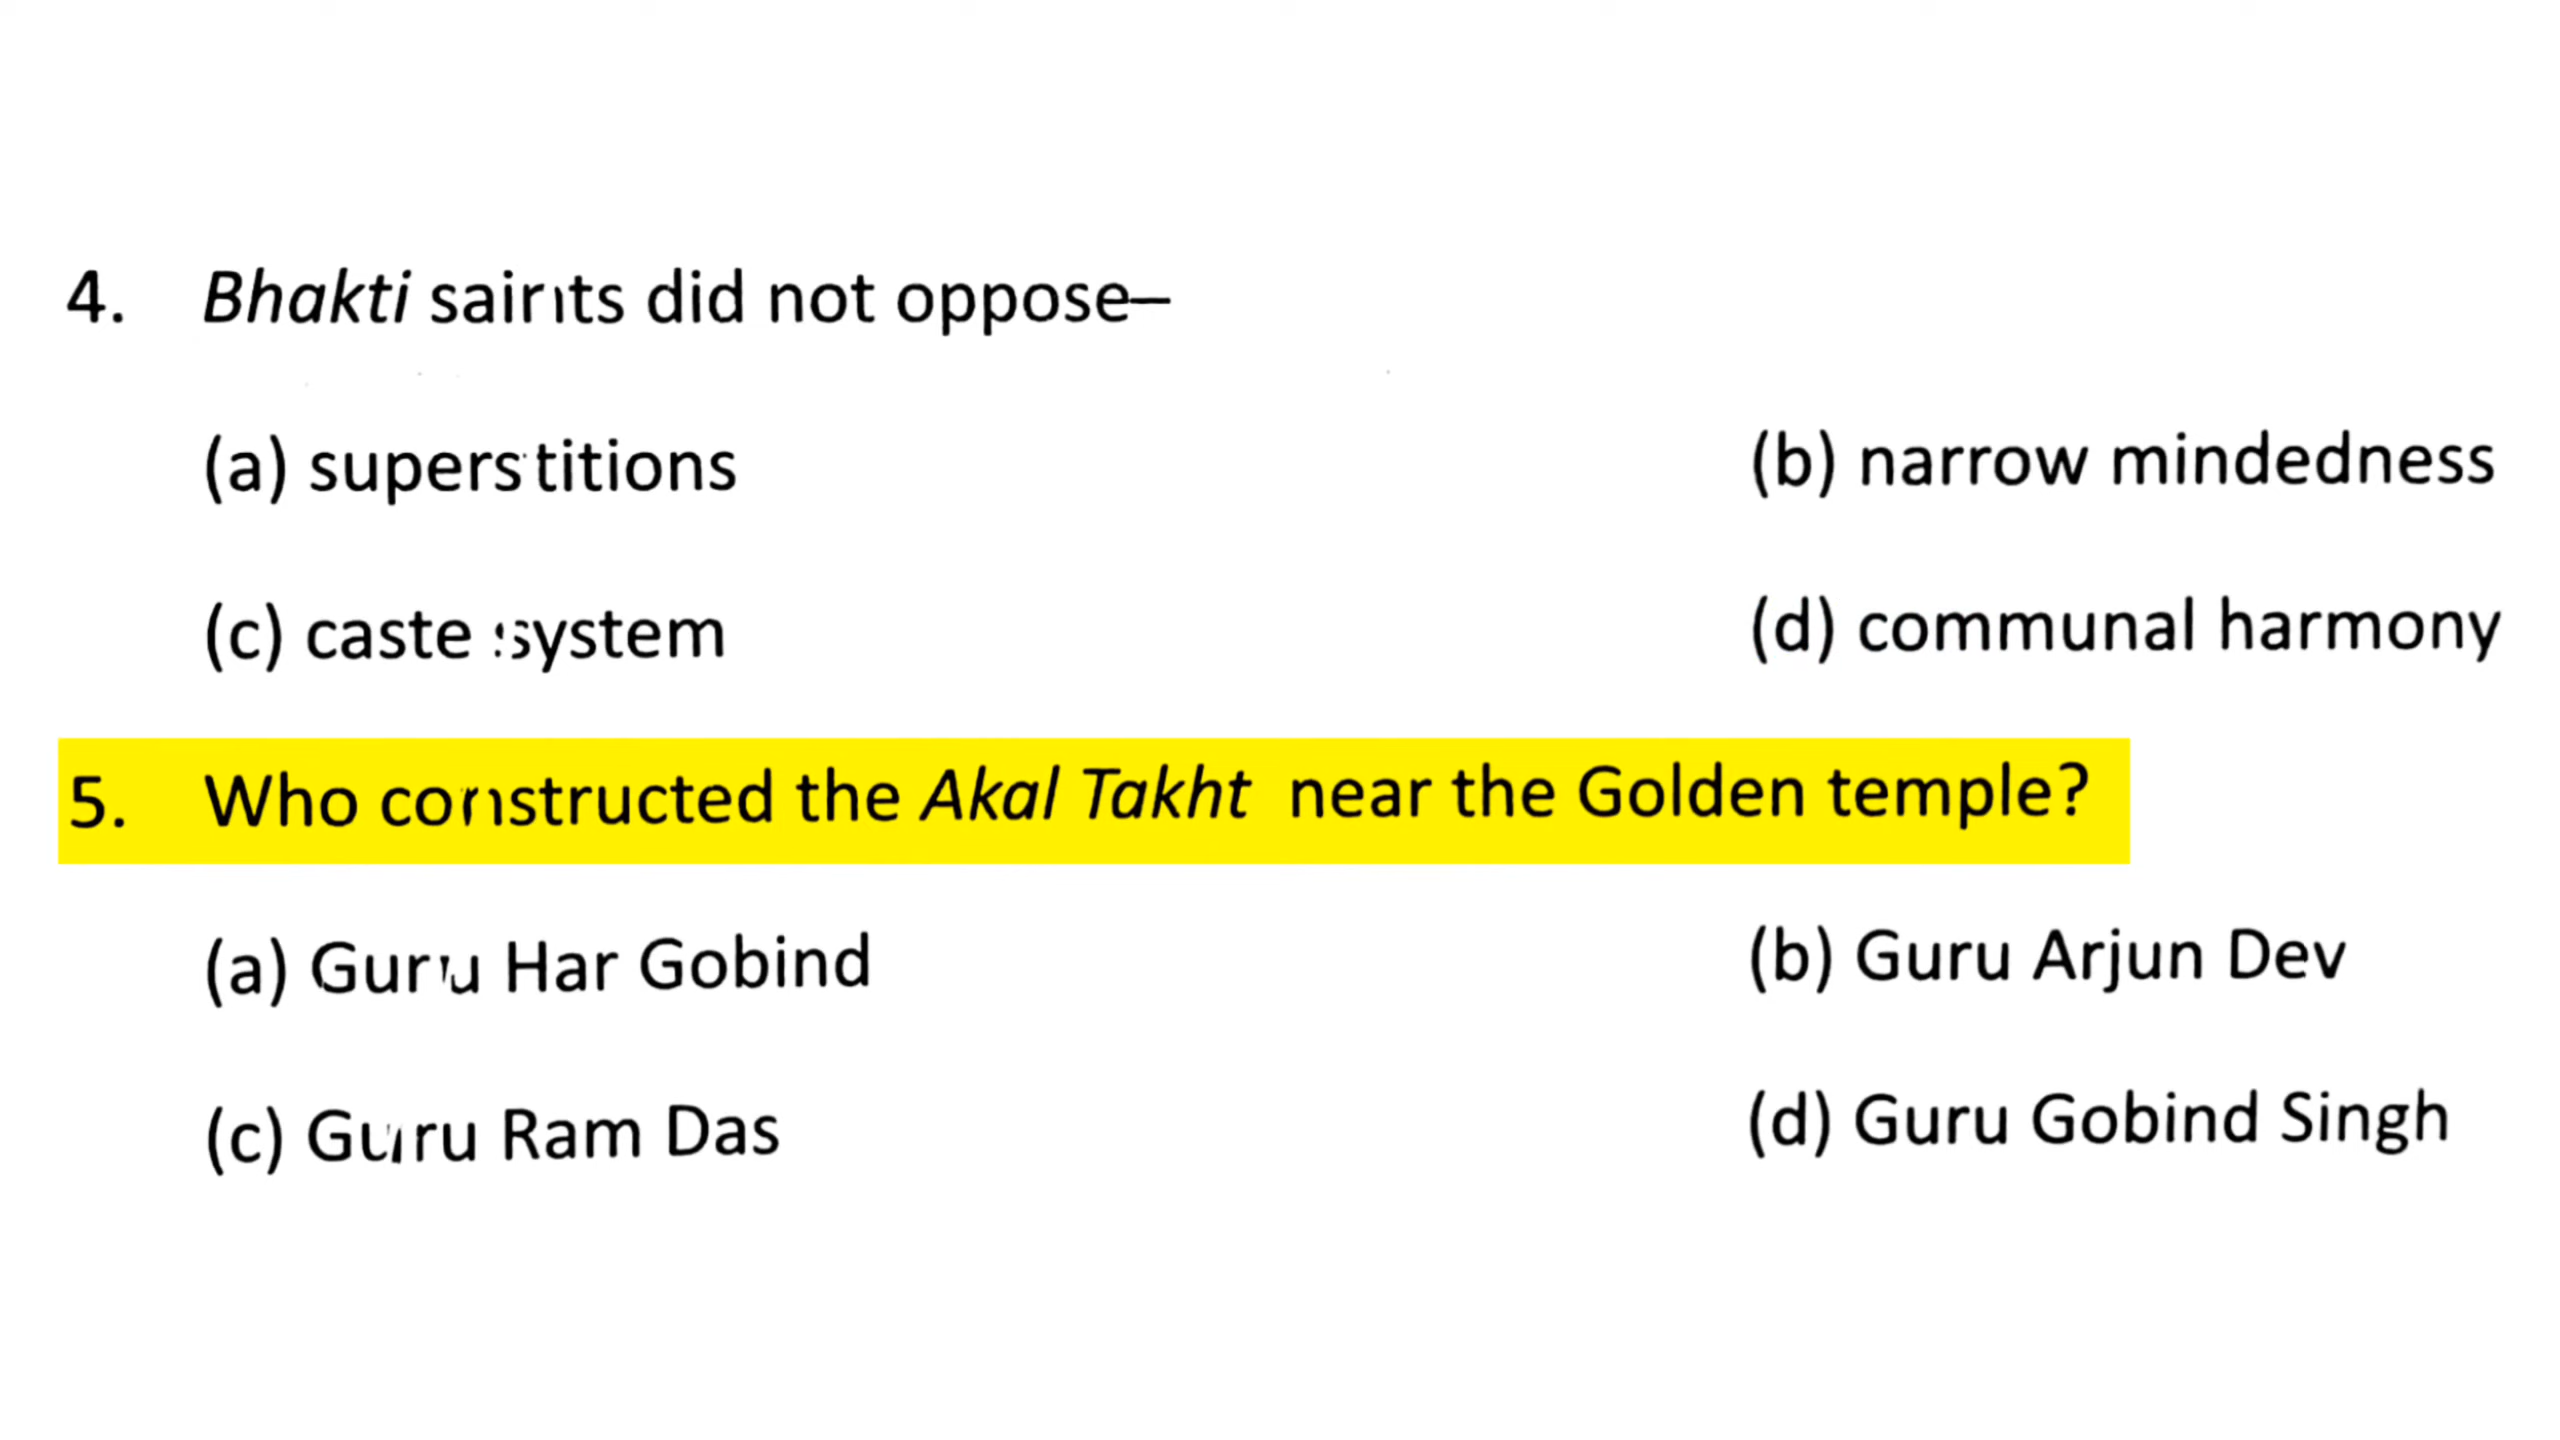 4. Bhakti saints did not oppose–
(a) superstitions (b) narrow mindedness
(c) caste system (d) communal harmony
5. Who constructed the Akal Takht near the Golden temple?
(a) Guru Har Gobind (b) Guru Arjun Dev
(c) Guru Ram Das (d) Guru Gobind Singh